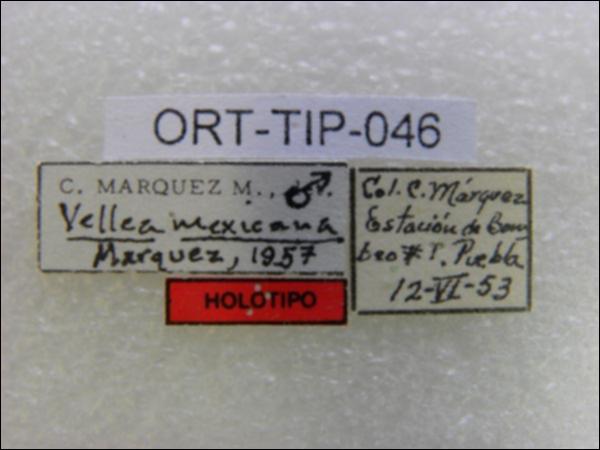 ORT-TIP-046
C. MARQUEZ M., ♂
Vellea mexicana
Marquez, 1957
HOLOTIPO
Col. C. Márquez
Estación de Bom
beo # 1, Puebla
12-VI-53